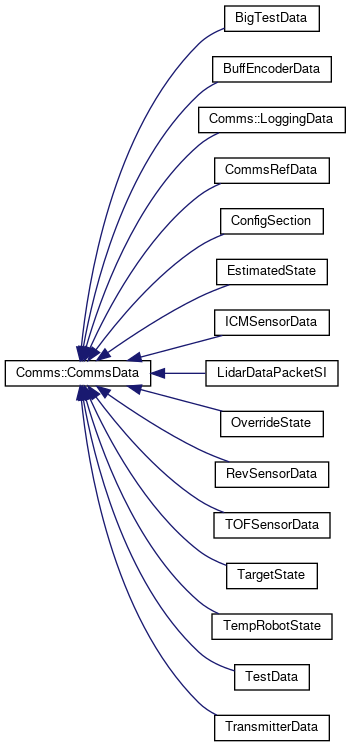 BigTestData
BuffEncoderData
Comms::LoggingData
CommsRefData
ConfigSection
EstimatedState
ICMSensorData
Comms::CommsData
LidarDataPacketSI
OverrideState
RevSensorData
TOFSensorData
TargetState
TempRobotState
TestData
TransmitterData